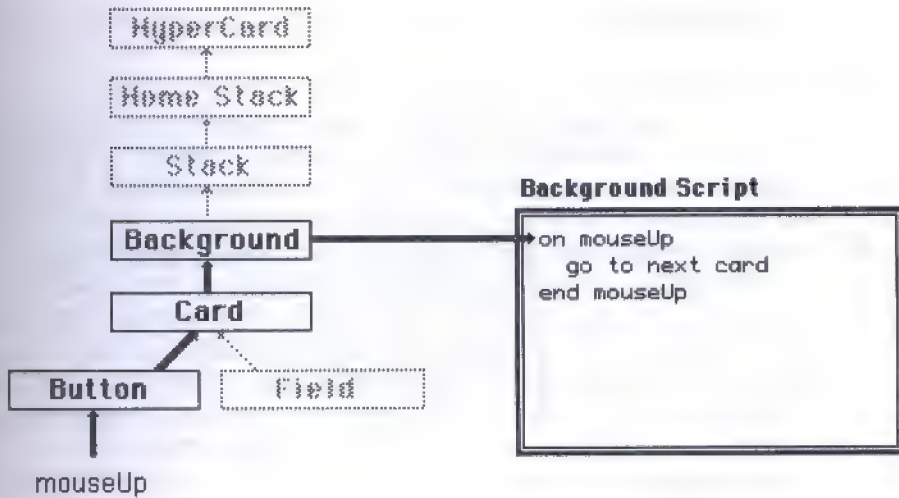 HyperCard
Home Stack
Stack
Background
Card
Button
Field
mouseUp
Background Script
on mouseUp
go to next card
end mouseUp